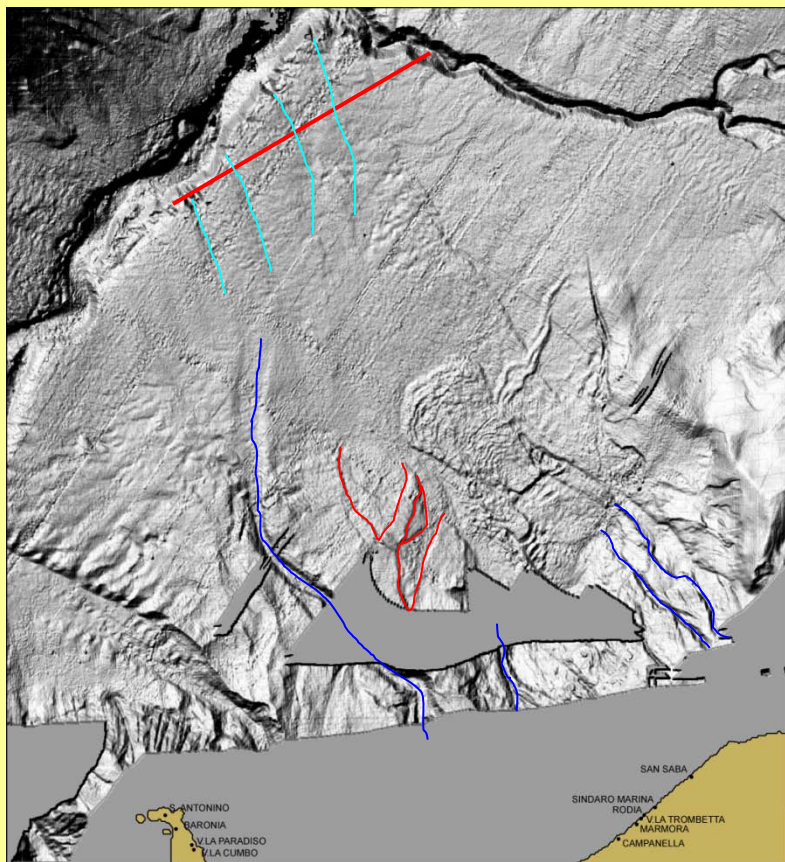 SAN SABA
SINDARO MARINA
RODIA
V.LA TROMBETTA
MARMORA
CAMPANELLA
S. ANTONINO
BARONIA
V.LA PARADISO
V.LA CUMBO